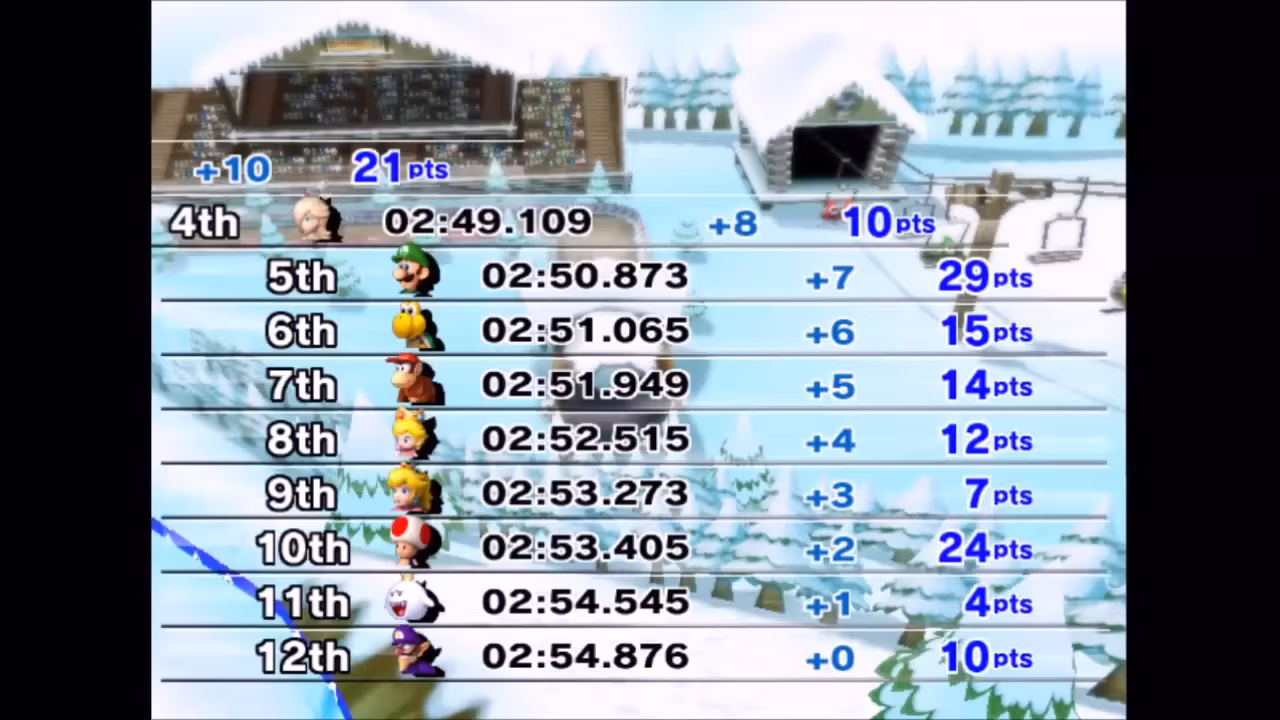 +10 21pts
4th 02:49.109 +8 10pts
5th 02:50.873 +7 29pts
6th 02:51.065 +6 15pts
7th 02:51.949 +5 14pts
8th 02:52.515 +4 12pts
9th 02:53.273 +3 7pts
10th 02:53.405 +2 24pts
11th 02:54.545 +1 4pts
12th 02:54.876 +0 10pts